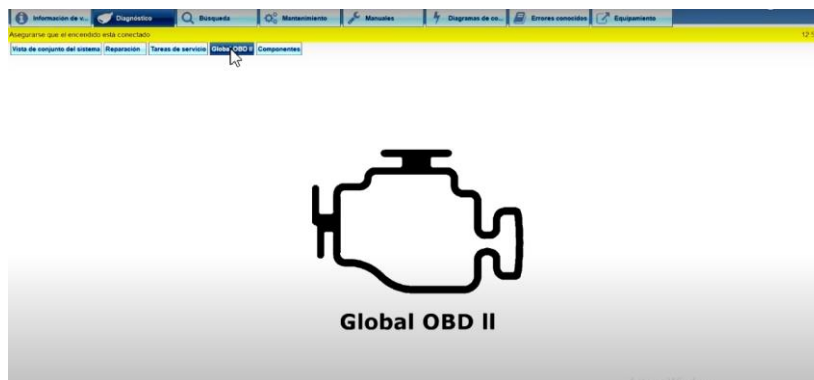 Información de v... Diagnóstico Búsqueda Mantenimiento Manuales Diagramas de co... Errores conocidos Equipamiento
Asegurarse que el encendido está conectado
Vista de conjunto del sistema Reparación Tareas de servicio Global OBD II Componentes
Global OBD II